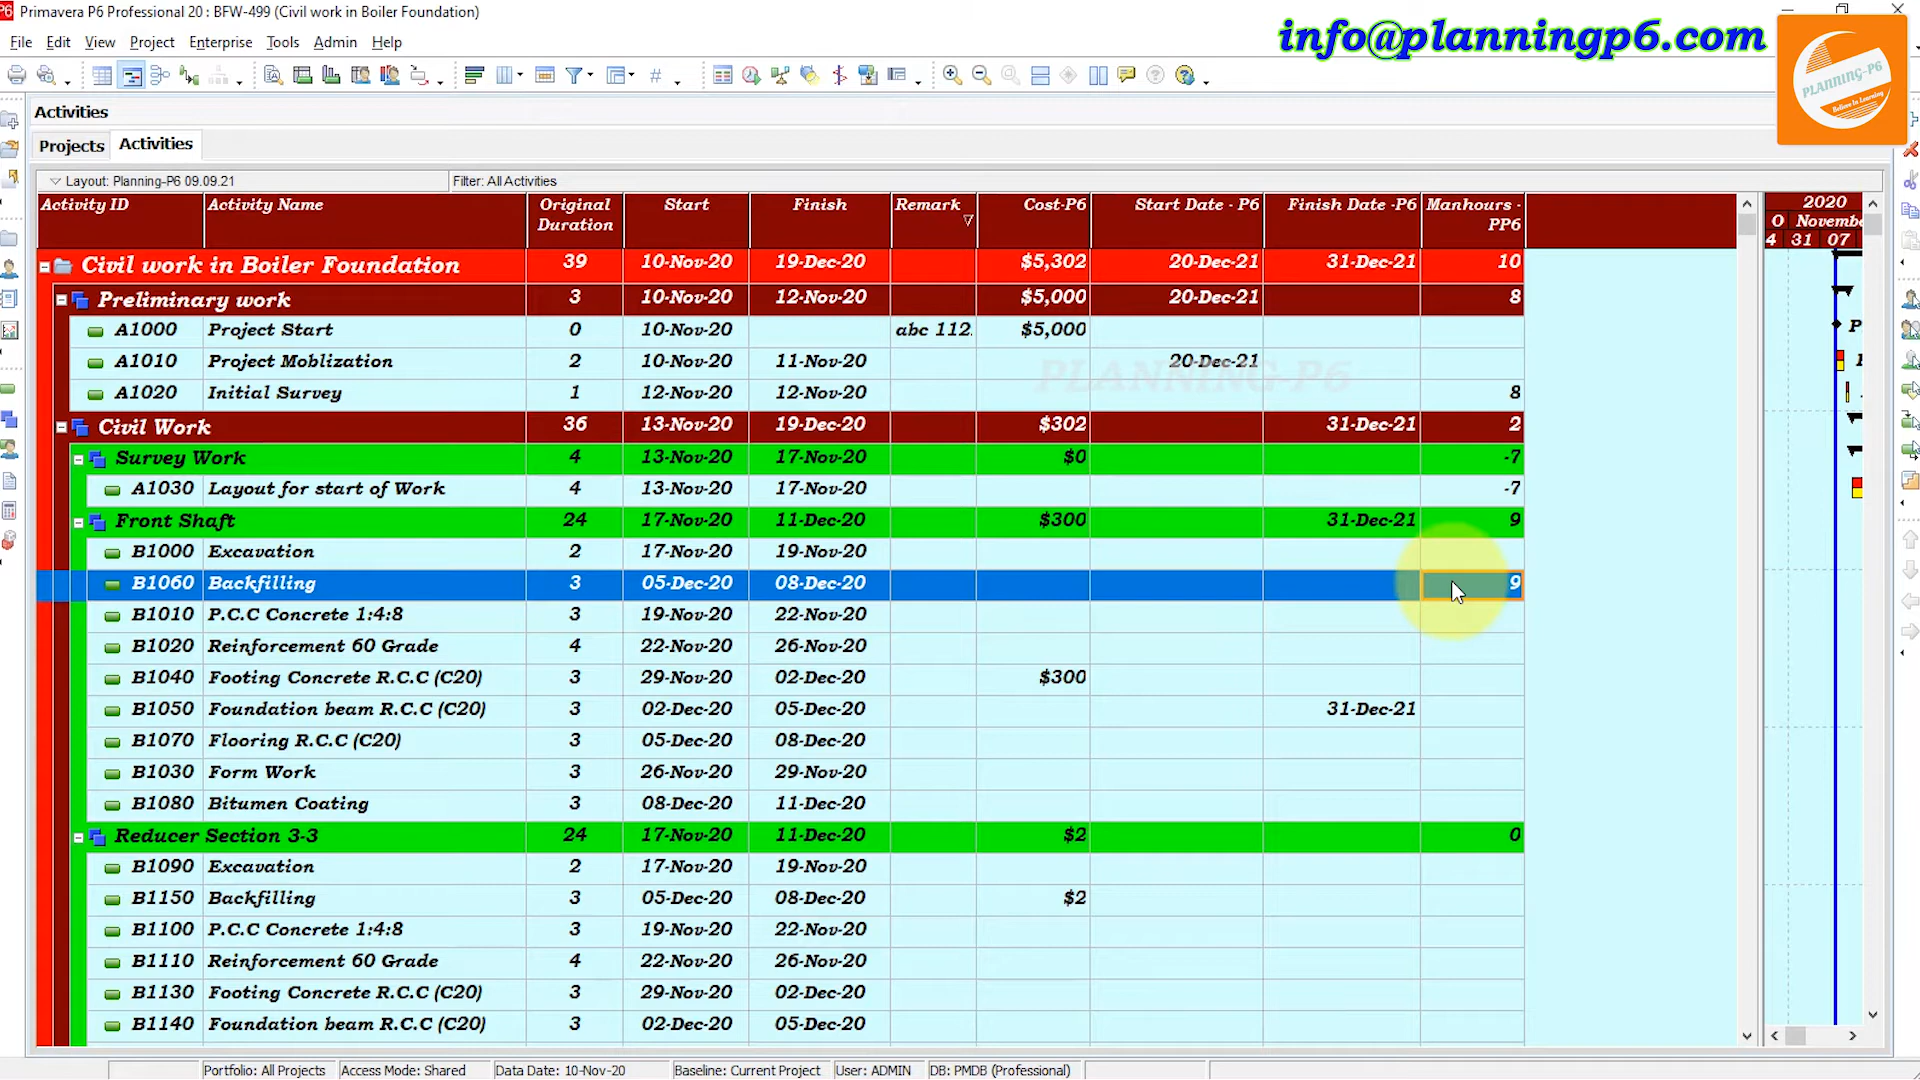 Primavera P6 Professional 20 : BFW-499 (Civil work in Boiler Foundation)
info@planningp6.com
File Edit View Project Enterprise Tools Admin Help
PLANNING-P6
Believe In Learning
Activities
Projects Activities
Layout: Planning-P6 09.09.21 Filter: All Activities
Activity ID Activity Name Original Duration Start Finish Remark Cost-P6 Start Date - P6 Finish Date -P6 Manhours - PP6 2020
O Novembe
4 31 07
Civil work in Boiler Foundation 39 10-Nov-20 19-Dec-20 $5,302 20-Dec-21 31-Dec-21 10
Preliminary work 3 10-Nov-20 12-Nov-20 $5,000 20-Dec-21 8
A1000 Project Start 0 10-Nov-20 abc 112. $5,000 P
A1010 Project Moblization 2 10-Nov-20 11-Nov-20 20-Dec-21
PLANNING-P6
A1020 Initial Survey 1 12-Nov-20 12-Nov-20 8
Civil Work 36 13-Nov-20 19-Dec-20 $302 31-Dec-21 2
Survey Work 4 13-Nov-20 17-Nov-20 $0 -7
A1030 Layout for start of Work 4 13-Nov-20 17-Nov-20 -7
Front Shaft 24 17-Nov-20 11-Dec-20 $300 31-Dec-21 9
B1000 Excavation 2 17-Nov-20 19-Nov-20
B1060 Backfilling 3 05-Dec-20 08-Dec-20 9
B1010 P.C.C Concrete 1:4:8 3 19-Nov-20 22-Nov-20
B1020 Reinforcement 60 Grade 4 22-Nov-20 26-Nov-20
B1040 Footing Concrete R.C.C (C20) 3 29-Nov-20 02-Dec-20 $300
B1050 Foundation beam R.C.C (C20) 3 02-Dec-20 05-Dec-20 31-Dec-21
B1070 Flooring R.C.C (C20) 3 05-Dec-20 08-Dec-20
B1030 Form Work 3 26-Nov-20 29-Nov-20
B1080 Bitumen Coating 3 08-Dec-20 11-Dec-20
Reducer Section 3-3 24 17-Nov-20 11-Dec-20 $2 0
B1090 Excavation 2 17-Nov-20 19-Nov-20
B1150 Backfilling 3 05-Dec-20 08-Dec-20 $2
B1100 P.C.C Concrete 1:4:8 3 19-Nov-20 22-Nov-20
B1110 Reinforcement 60 Grade 4 22-Nov-20 26-Nov-20
B1130 Footing Concrete R.C.C (C20) 3 29-Nov-20 02-Dec-20
B1140 Foundation beam R.C.C (C20) 3 02-Dec-20 05-Dec-20
Portfolio: All Projects Access Mode: Shared Data Date: 10-Nov-20 Baseline: Current Project User: ADMIN DB: PMDB (Professional)